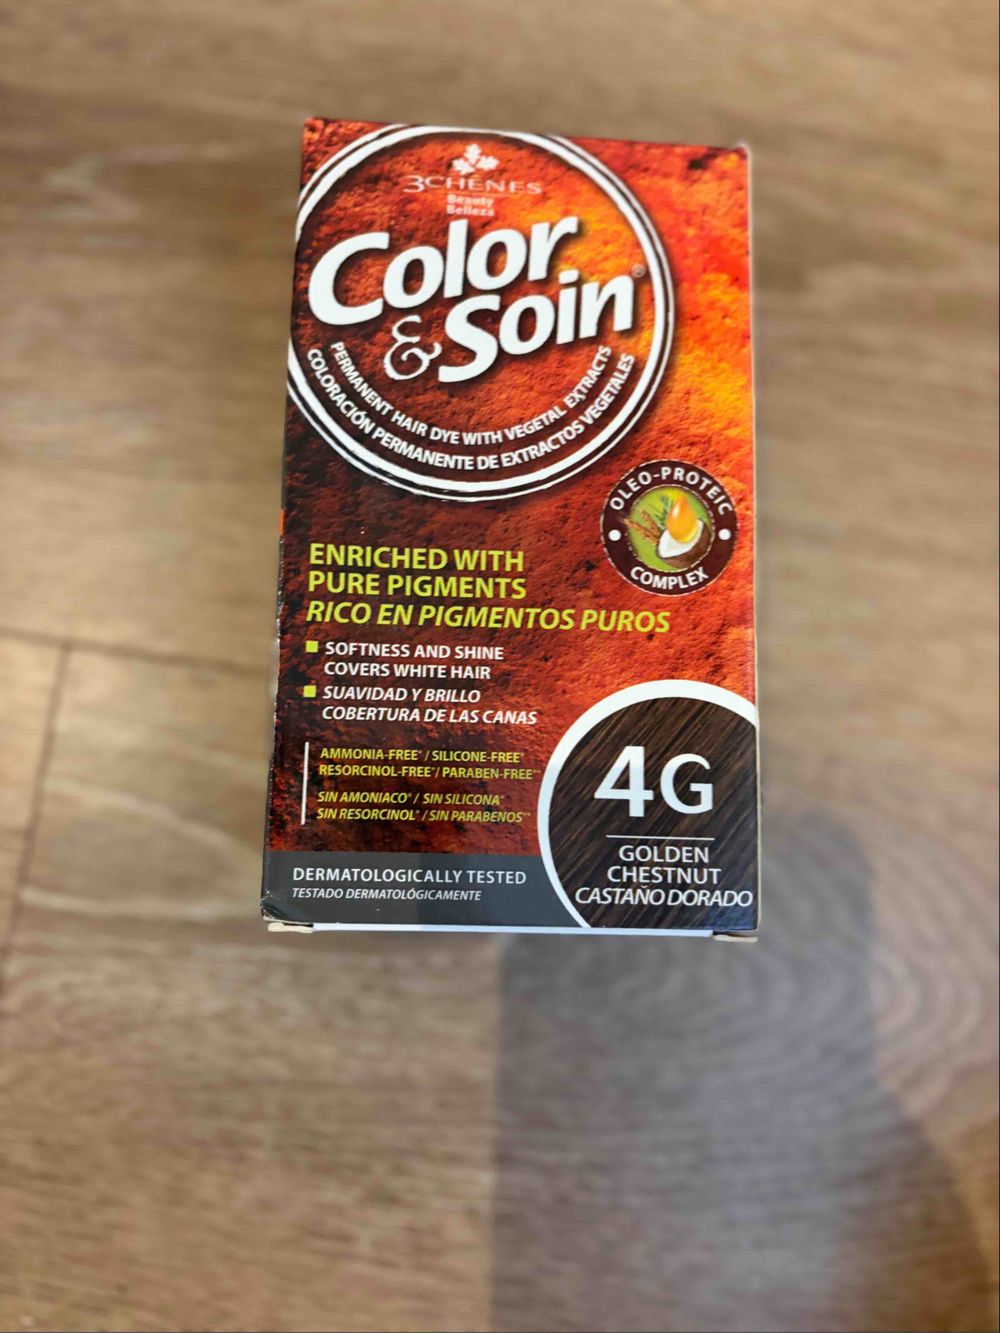 3CHENES
Beauty
Belleza
Color
& Soin®
PERMANENT HAIR DYE WITH VEGETAL EXTRACTS
COLORACIÓN PERMANENTE DE EXTRACTOS VEGETALES
OLEO-PROTEIC
COMPLEX
ENRICHED WITH
PURE PIGMENTS
RICO EN PIGMENTOS PUROS
SOFTNESS AND SHINE
COVERS WHITE HAIR
SUAVIDAD Y BRILLO
COBERTURA DE LAS CANAS
AMMONIA-FREE* / SILICONE-FREE*
RESORCINOL-FREE*/ PARABEN-FREE**
SIN AMONIACO* / SIN SILICONA*
SIN RESORCINOL* / SIN PARABENOS**
4G
GOLDEN
CHESTNUT
CASTAÑO DORADO
DERMATOLOGICALLY TESTED
TESTADO DERMATOLÓGICAMENTE